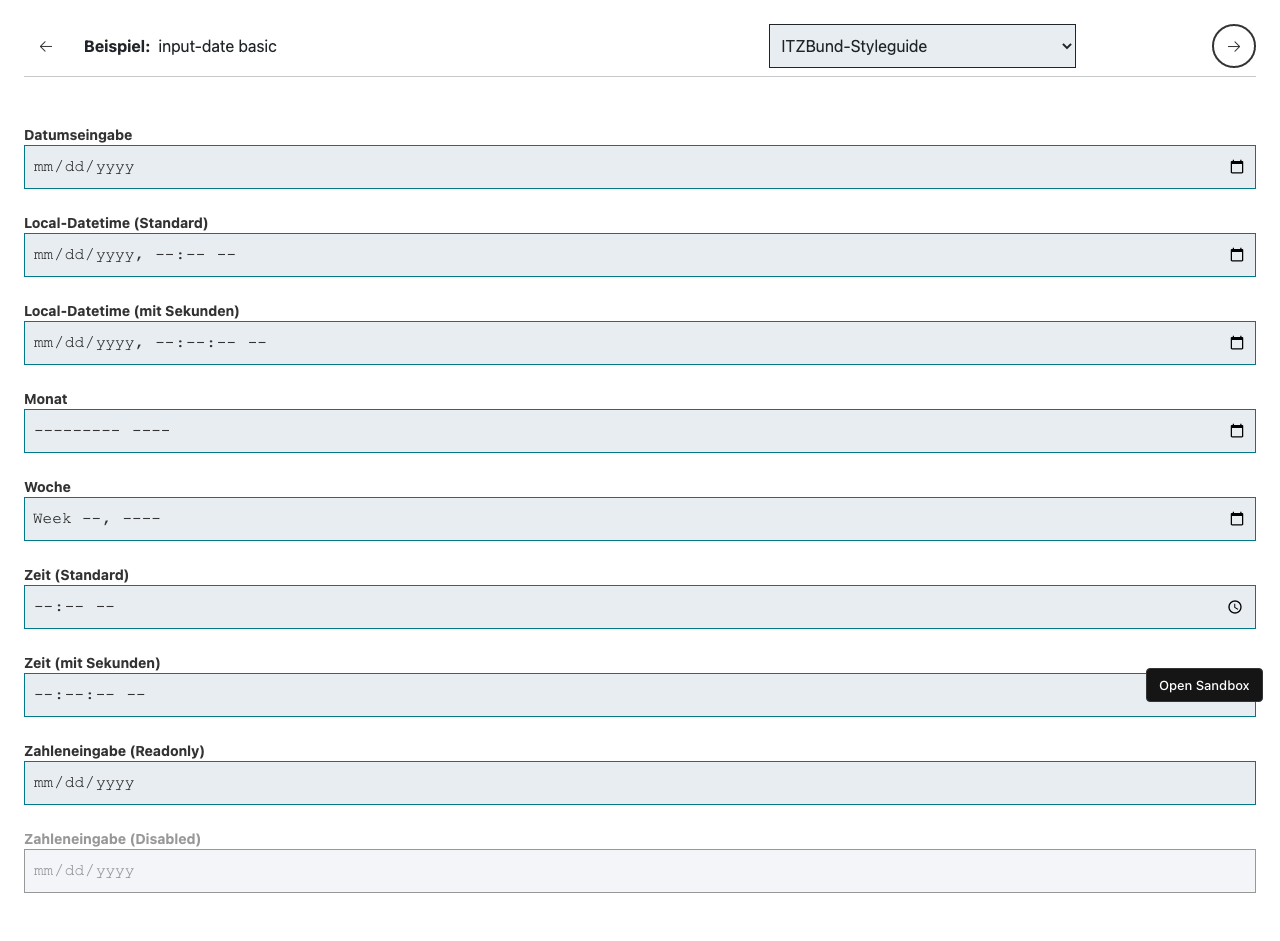 Beispiel: input-date basic
ITZBund-Styleguide
Datumseingabe
mm/dd/yyyy
Local-Datetime (Standard)
mm/dd/yyyy, --:-- --
Local-Datetime (mit Sekunden)
mm/dd/yyyy, --:--:-- --
Monat
--------- ----
Woche
Week --, ----
Zeit (Standard)
--:-- --
Zeit (mit Sekunden)
--:--:-- --
Open Sandbox
Zahleneingabe (Readonly)
mm/dd/yyyy
Zahleneingabe (Disabled)
mm/dd/yyyy